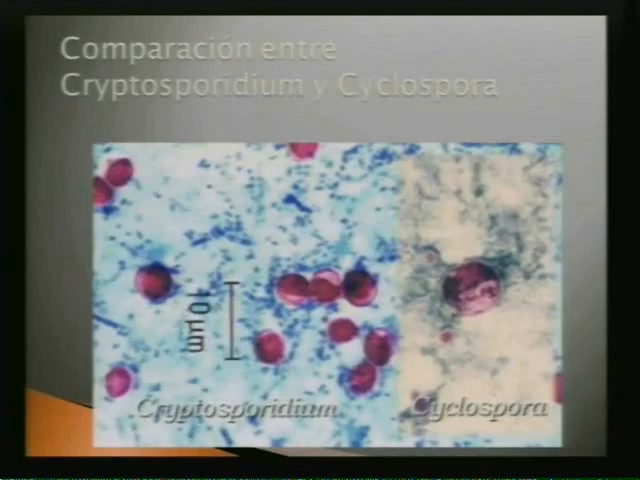 Comparación entre
Cryptosporidium y Cyclospora
10 µm
Cryptosporidium
Cyclospora